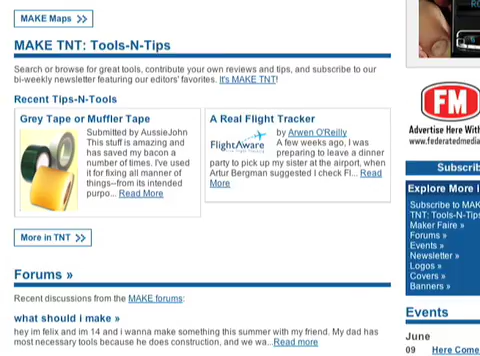 MAKE Maps >>
MAKE TNT: Tools-N-Tips
Search or browse for great tools, contribute your own reviews and tips, and subscribe to our
bi-weekly newsletter featuring our editors' favorites. It's MAKE TNT!
Recent Tips-N-Tools
Grey Tape or Muffler Tape
Submitted by AussieJohn
This stuff is amazing and
has saved my bacon a
number of times. I've used
it for fixing all manner of
things--from its intended
purpo... Read More
A Real Flight Tracker
FlightAware
by Arwen O'Reilly
A few weeks ago, I was
preparing to leave a dinner
party to pick up my sister at the airport, when
Artur Bergman suggested I check Fl... Read
More
More in TNT >>
Forums »
Recent discussions from the MAKE forums:
what should i make »
hey im felix and im 14 and i wanna make something this summer with my friend. My dad has
most necessary tools because he does construction, and we wa...Read more
FM
Advertise Here Wit
www.federatedmedia
Subscrib
Explore More I
Subscribe to MAK
TNT: Tools-N-Tips
Maker Faire »
Forums »
Events »
Newsletter »
Logos »
Covers »
Banners »
Events
June
09 Here Come